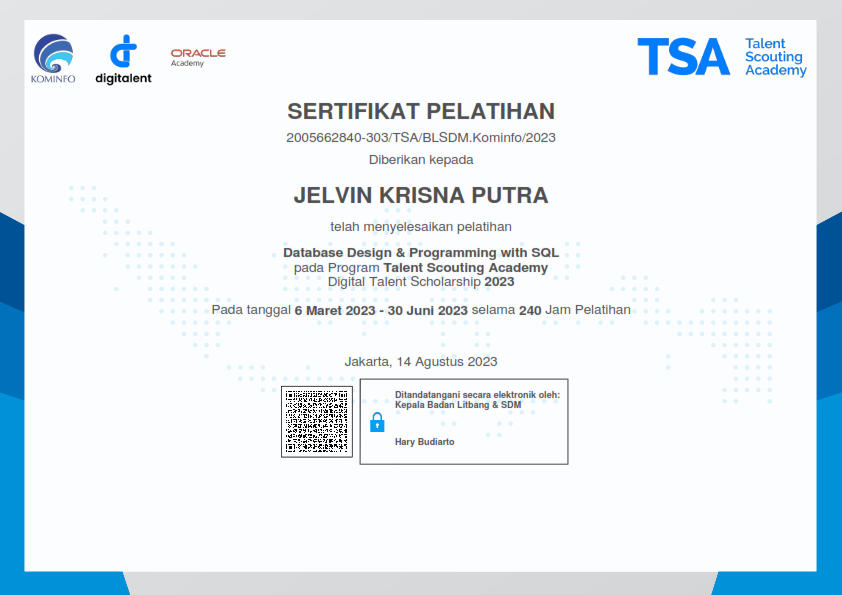 KOMINFO
digitalent
ORACLE
Academy
TSA
Talent
Scouting
Academy
SERTIFIKAT PELATIHAN
2005662840-303/TSA/BLSDM.Kominfo/2023
Diberikan kepada
JELVIN KRISNA PUTRA
telah menyelesaikan pelatihan
Database Design & Programming with SQL
pada Program Talent Scouting Academy
Digital Talent Scholarship 2023
Pada tanggal 6 Maret 2023 - 30 Juni 2023 selama 240 Jam Pelatihan
Jakarta, 14 Agustus 2023
Ditandatangani secara elektronik oleh:
Kepala Badan Litbang & SDM
Hary Budiarto